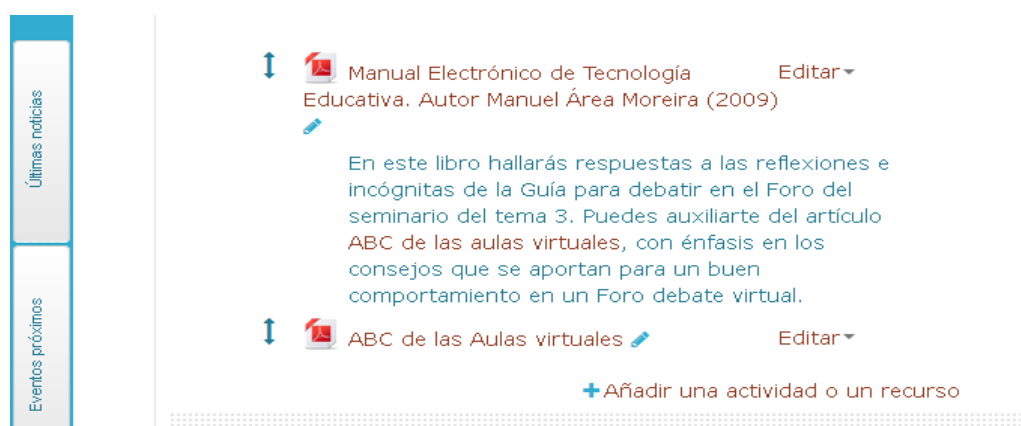 Últimas noticias
Eventos próximos
Manual Electrónico de Tecnología
Editar
Educativa. Autor Manuel Área Moreira (2009)
En este libro hallarás respuestas a las reflexiones e
incógnitas de la Guía para debatir en el Foro del
seminario del tema 3. Puedes auxiliarte del artículo
ABC de las aulas virtuales, con énfasis en los
consejos que se aportan para un buen
comportamiento en un Foro debate virtual.
ABC de las Aulas virtuales
Editar
Añadir una actividad o un recurso